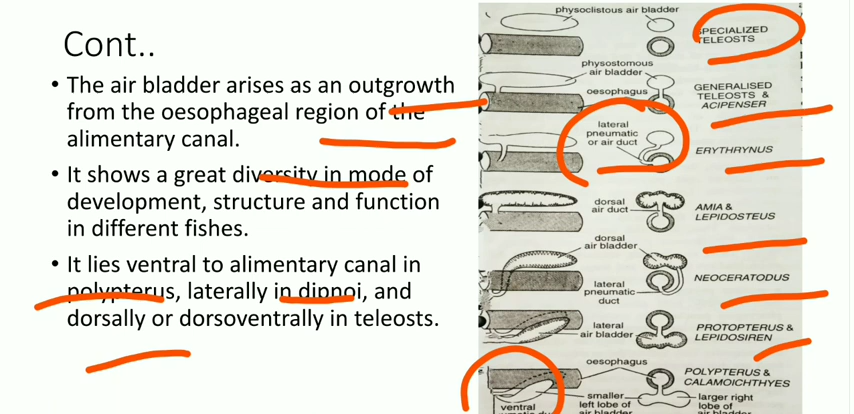 Cont..
• The air bladder arises as an outgrowth
from the oesophageal region of the
alimentary canal.
• It shows a great diversity in mode of
development, structure and function
in different fishes.
• It lies ventral to alimentary canal in
polypterus, laterally in dipnoi, and
dorsally or dorsoventrally in teleosts.
physoclistous air bladder
SPECIALIZED
TELEOSTS
physostomous
air bladder
oesophagus
GENERALISED
TELEOSTS &
ACIPENSER
lateral
pneumatic
or air duct
ERYTHRYNUS
dorsal
air duct
AMIA &
LEPIDOSTEUS
dorsal
air bladder
lateral
pneumatic
duct
NEOCERATODUS
lateral
air bladder
PROTOPTERUS &
LEPIDOSIREN
oesophagus
POLYPTERUS &
CALAMOICHTHYES
smaller
left lobe of
air bladder
larger right
lobe of
air bladder
ventral